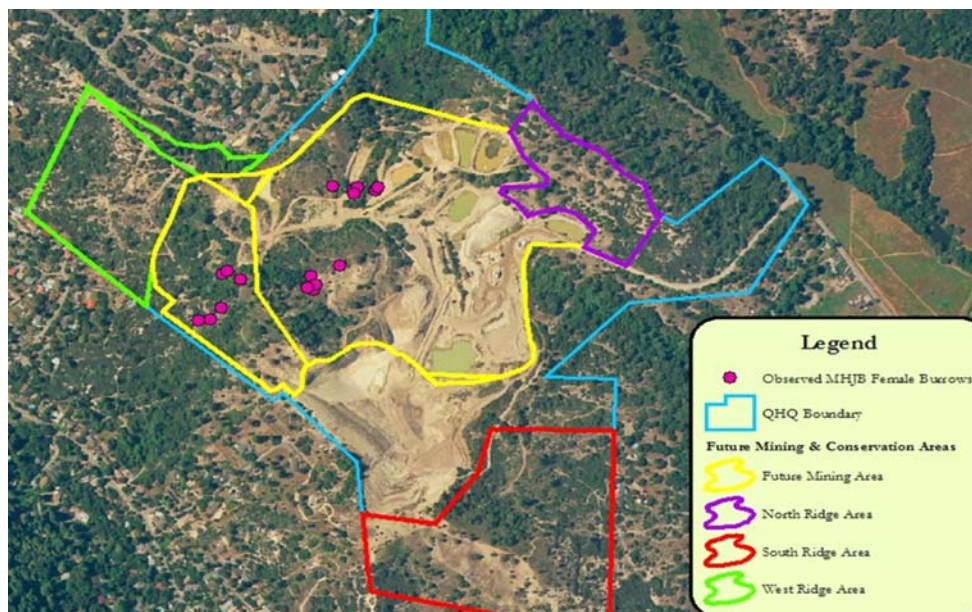 Legend
Observed MHJB Female Burrows
QHQ Boundary
Future Mining & Conservation Areas
Future Mining Area
North Ridge Area
South Ridge Area
West Ridge Area